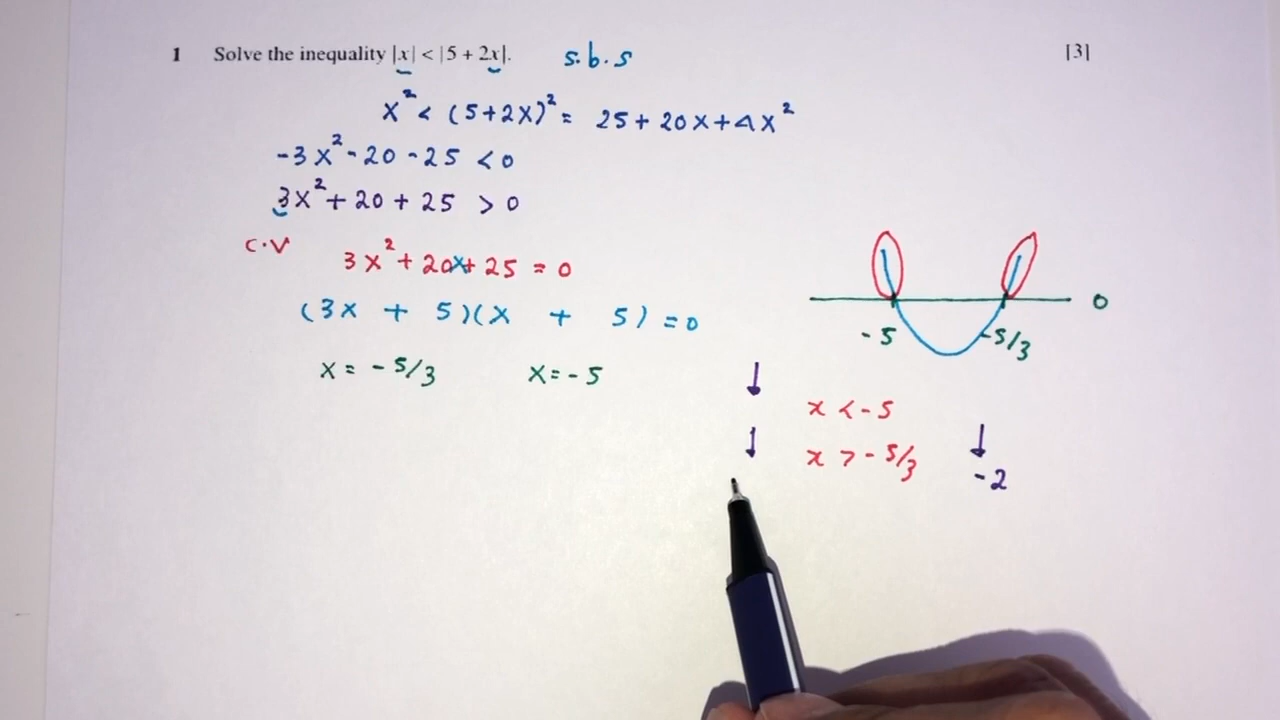 1 Solve the inequality |x| < |5 + 2x|. s.b.s [3]
x² < (5+2x)² = 25 + 20x + 4x²
-3x² - 20 - 25 < 0
3x² + 20 + 25 > 0
C.V 3x² + 20x + 25 = 0
(3x + 5)(x + 5) = 0
x = -5/3 x = -5
0
-5 -5/3
↓ x < -5
↓ x > -5/3 ↓
-2